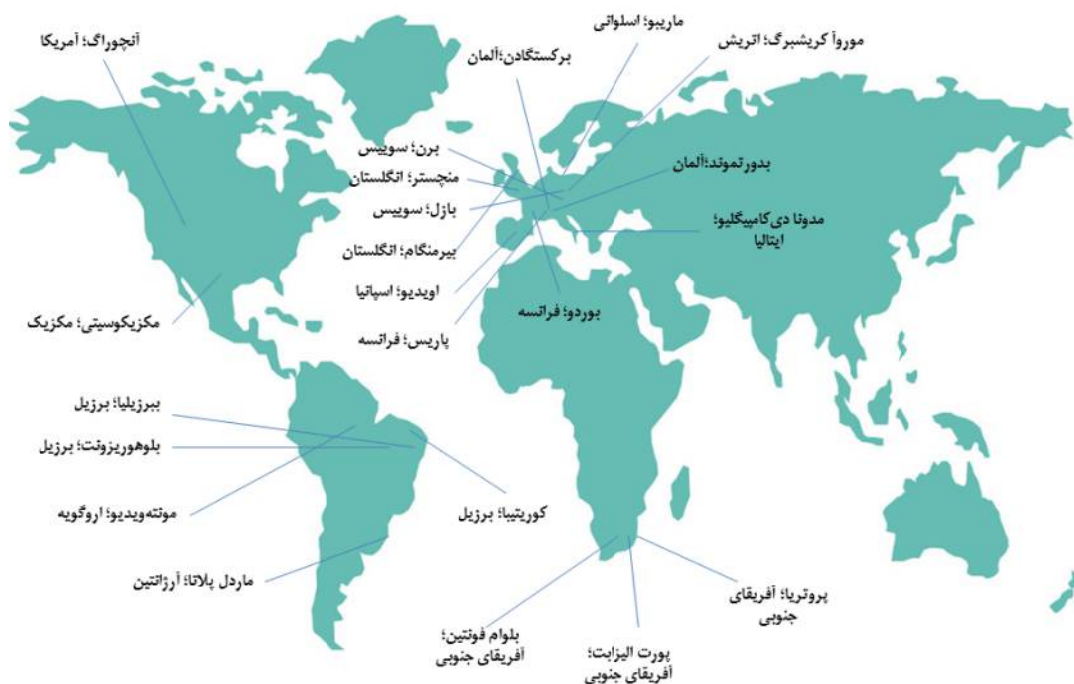 ماریبو؛ اسلوانی
آنچوراگ؛ آمریکا
موروآ کریشبرگ؛ اتریش
برکستگادن؛آلمان
برن؛ سوییس
بدورتموند؛آلمان
منچستر؛ انگلستان
بازل؛ سوییس
مدونا دی‌کامپیگلیو؛
ایتالیا
بیرمنگام؛ انگلستان
اویدیو؛ اسپانیا
بوردو؛ فرانسه
مکزیکوسیتی؛ مکزیک
پاریس؛ فرانسه
ببرزیلیا؛ برزیل
بلوهوریزونت؛ برزیل
مونته‌ویدیو؛ اروگویه
کوریتیبا؛ برزیل
ماردل پلاتا؛ آرژانتین
پروتریا؛ آفریقای
جنوبی
بلوام فونتین؛
آفریقای جنوبی
پورت الیزابت؛
آفریقای جنوبی